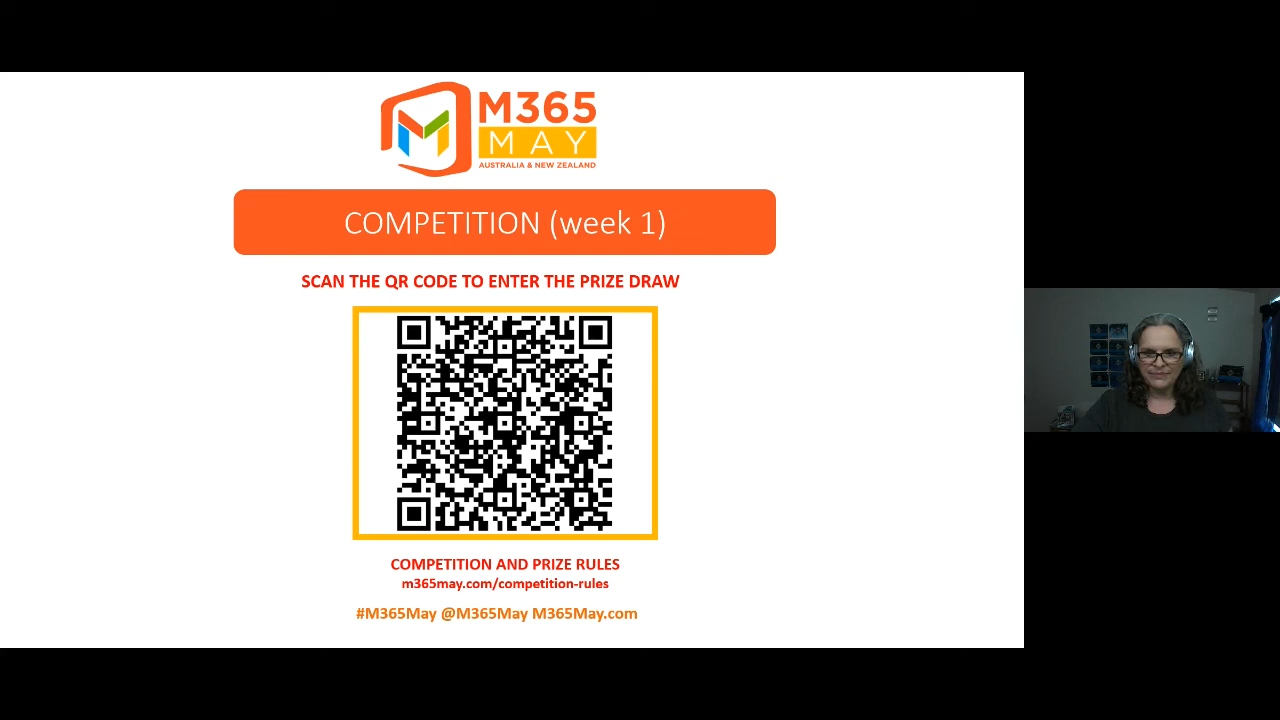 M365
MAY
AUSTRALIA & NEW ZEALAND
COMPETITION (week 1)
SCAN THE QR CODE TO ENTER THE PRIZE DRAW
COMPETITION AND PRIZE RULES
m365may.com/competition-rules
#M365May @M365May M365May.com